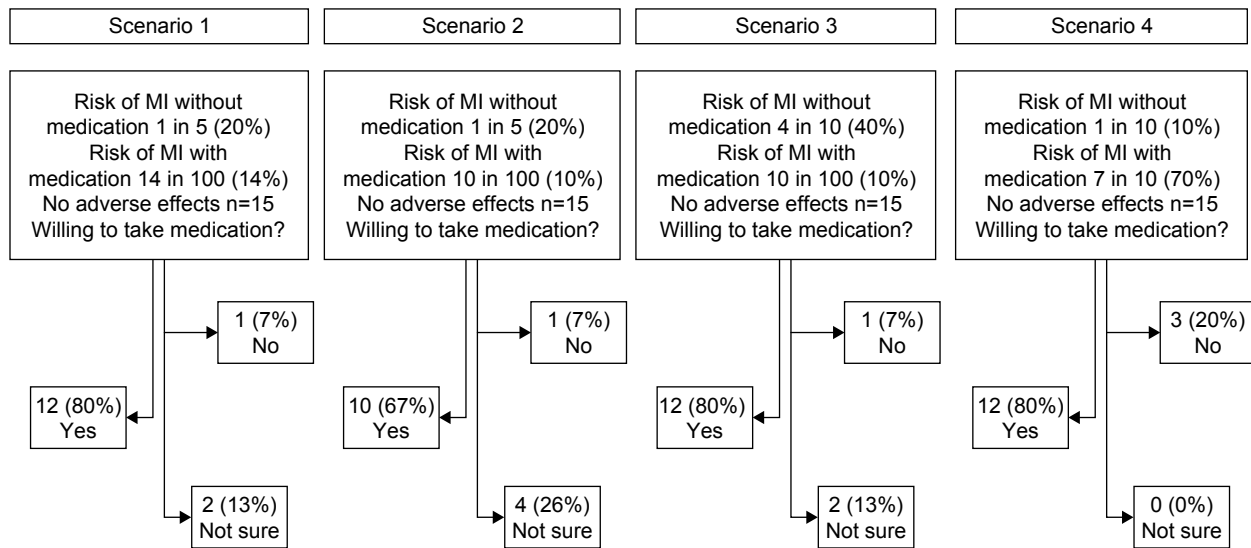 Scenario 1
Risk of MI without
medication 1 in 5 (20%)
Risk of MI with
medication 14 in 100 (14%)
No adverse effects n=15
Willing to take medication?
1 (7%)
No
12 (80%)
Yes
2 (13%)
Not sure
Scenario 2
Risk of MI without
medication 1 in 5 (20%)
Risk of MI with
medication 10 in 100 (10%)
No adverse effects n=15
Willing to take medication?
1 (7%)
No
10 (67%)
Yes
4 (26%)
Not sure
Scenario 3
Risk of MI without
medication 4 in 10 (40%)
Risk of MI with
medication 10 in 100 (10%)
No adverse effects n=15
Willing to take medication?
1 (7%)
No
12 (80%)
Yes
2 (13%)
Not sure
Scenario 4
Risk of MI without
medication 1 in 10 (10%)
Risk of MI with
medication 7 in 10 (70%)
No adverse effects n=15
Willing to take medication?
3 (20%)
No
12 (80%)
Yes
0 (0%)
Not sure